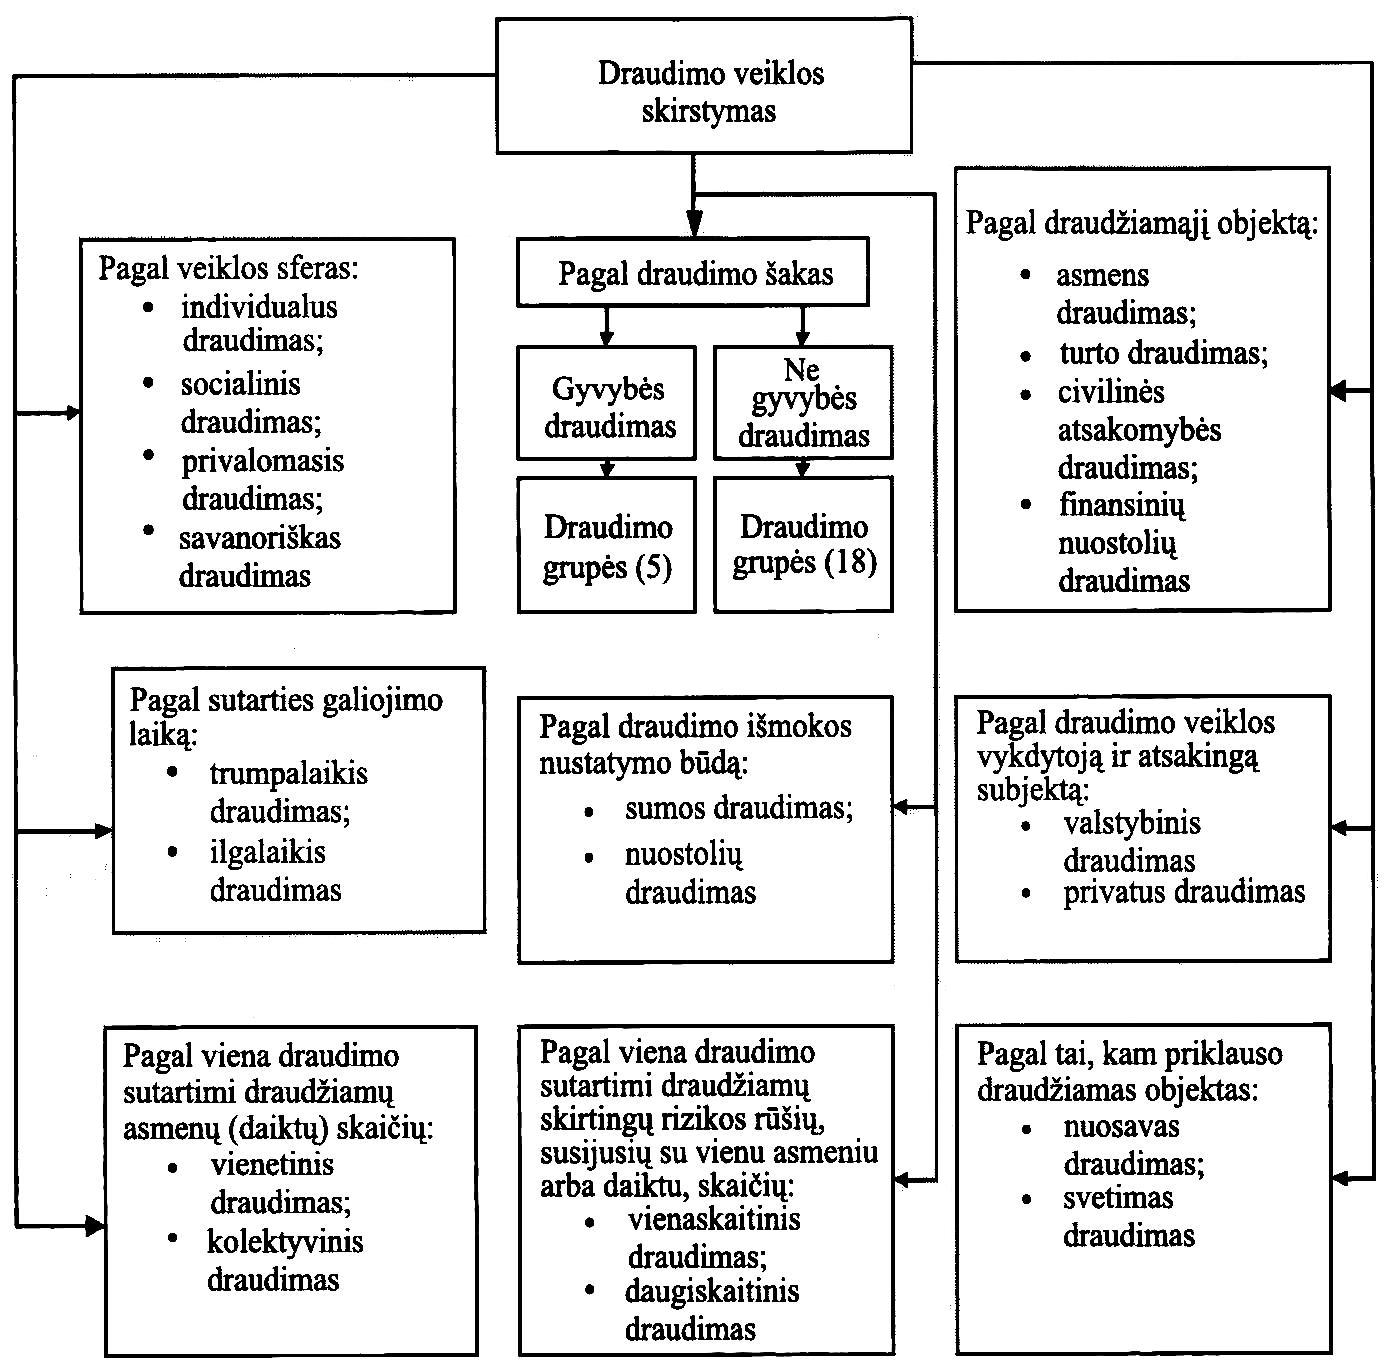 Draudimo veiklos
skirstymas
Pagal veiklos sferas:
• individualus
draudimas;
• socialinis
draudimas;
• privalomasis
draudimas;
• savanoriškas
draudimas
Pagal draudimo šakas
Gyvybės
draudimas
Ne
gyvybės
draudimas
Draudimo
grupės (5)
Draudimo
grupės (18)
Pagal draudžiamąjį objektą:
• asmens
draudimas;
• turto draudimas;
• civilinės
atsakomybės
draudimas;
• finansinių
nuostolių
draudimas
Pagal sutarties galiojimo
laiką:
• trumpalaikis
draudimas;
• ilgalaikis
draudimas
Pagal draudimo išmokos
nustatymo būdą:
• sumos draudimas;
• nuostolių
draudimas
Pagal draudimo veiklos
vykdytoją ir atsakingą
subjektą:
• valstybinis
draudimas
• privatus draudimas
Pagal viena draudimo
sutartimi draudžiamų
asmenų (daiktų) skaičių:
• vienetinis
draudimas;
• kolektyvinis
draudimas
Pagal viena draudimo
sutartimi draudžiamų
skirtingų rizikos rūšių,
susijusių su vienu asmeniu
arba daiktu, skaičių:
• vienaskaitinis
draudimas;
• daugiskaitinis
draudimas
Pagal tai, kam priklauso
draudžiamas objektas:
• nuosavas
draudimas;
• svetimas
draudimas